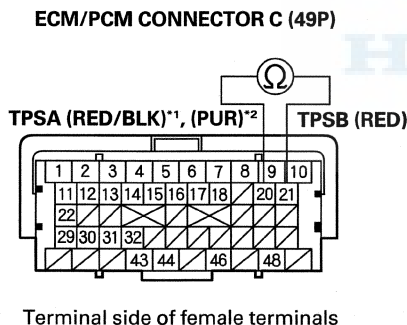 ECM/PCM CONNECTOR C (49P)
Ω
TPSA (RED/BLK)*1, (PUR)*2 TPSB (RED)
1 2 3 4 5 6 7 8 9 10
11 12 13 14 15 16 17 18 20 21
22
29 30 31 32
43 44 46 48
Terminal side of female terminals